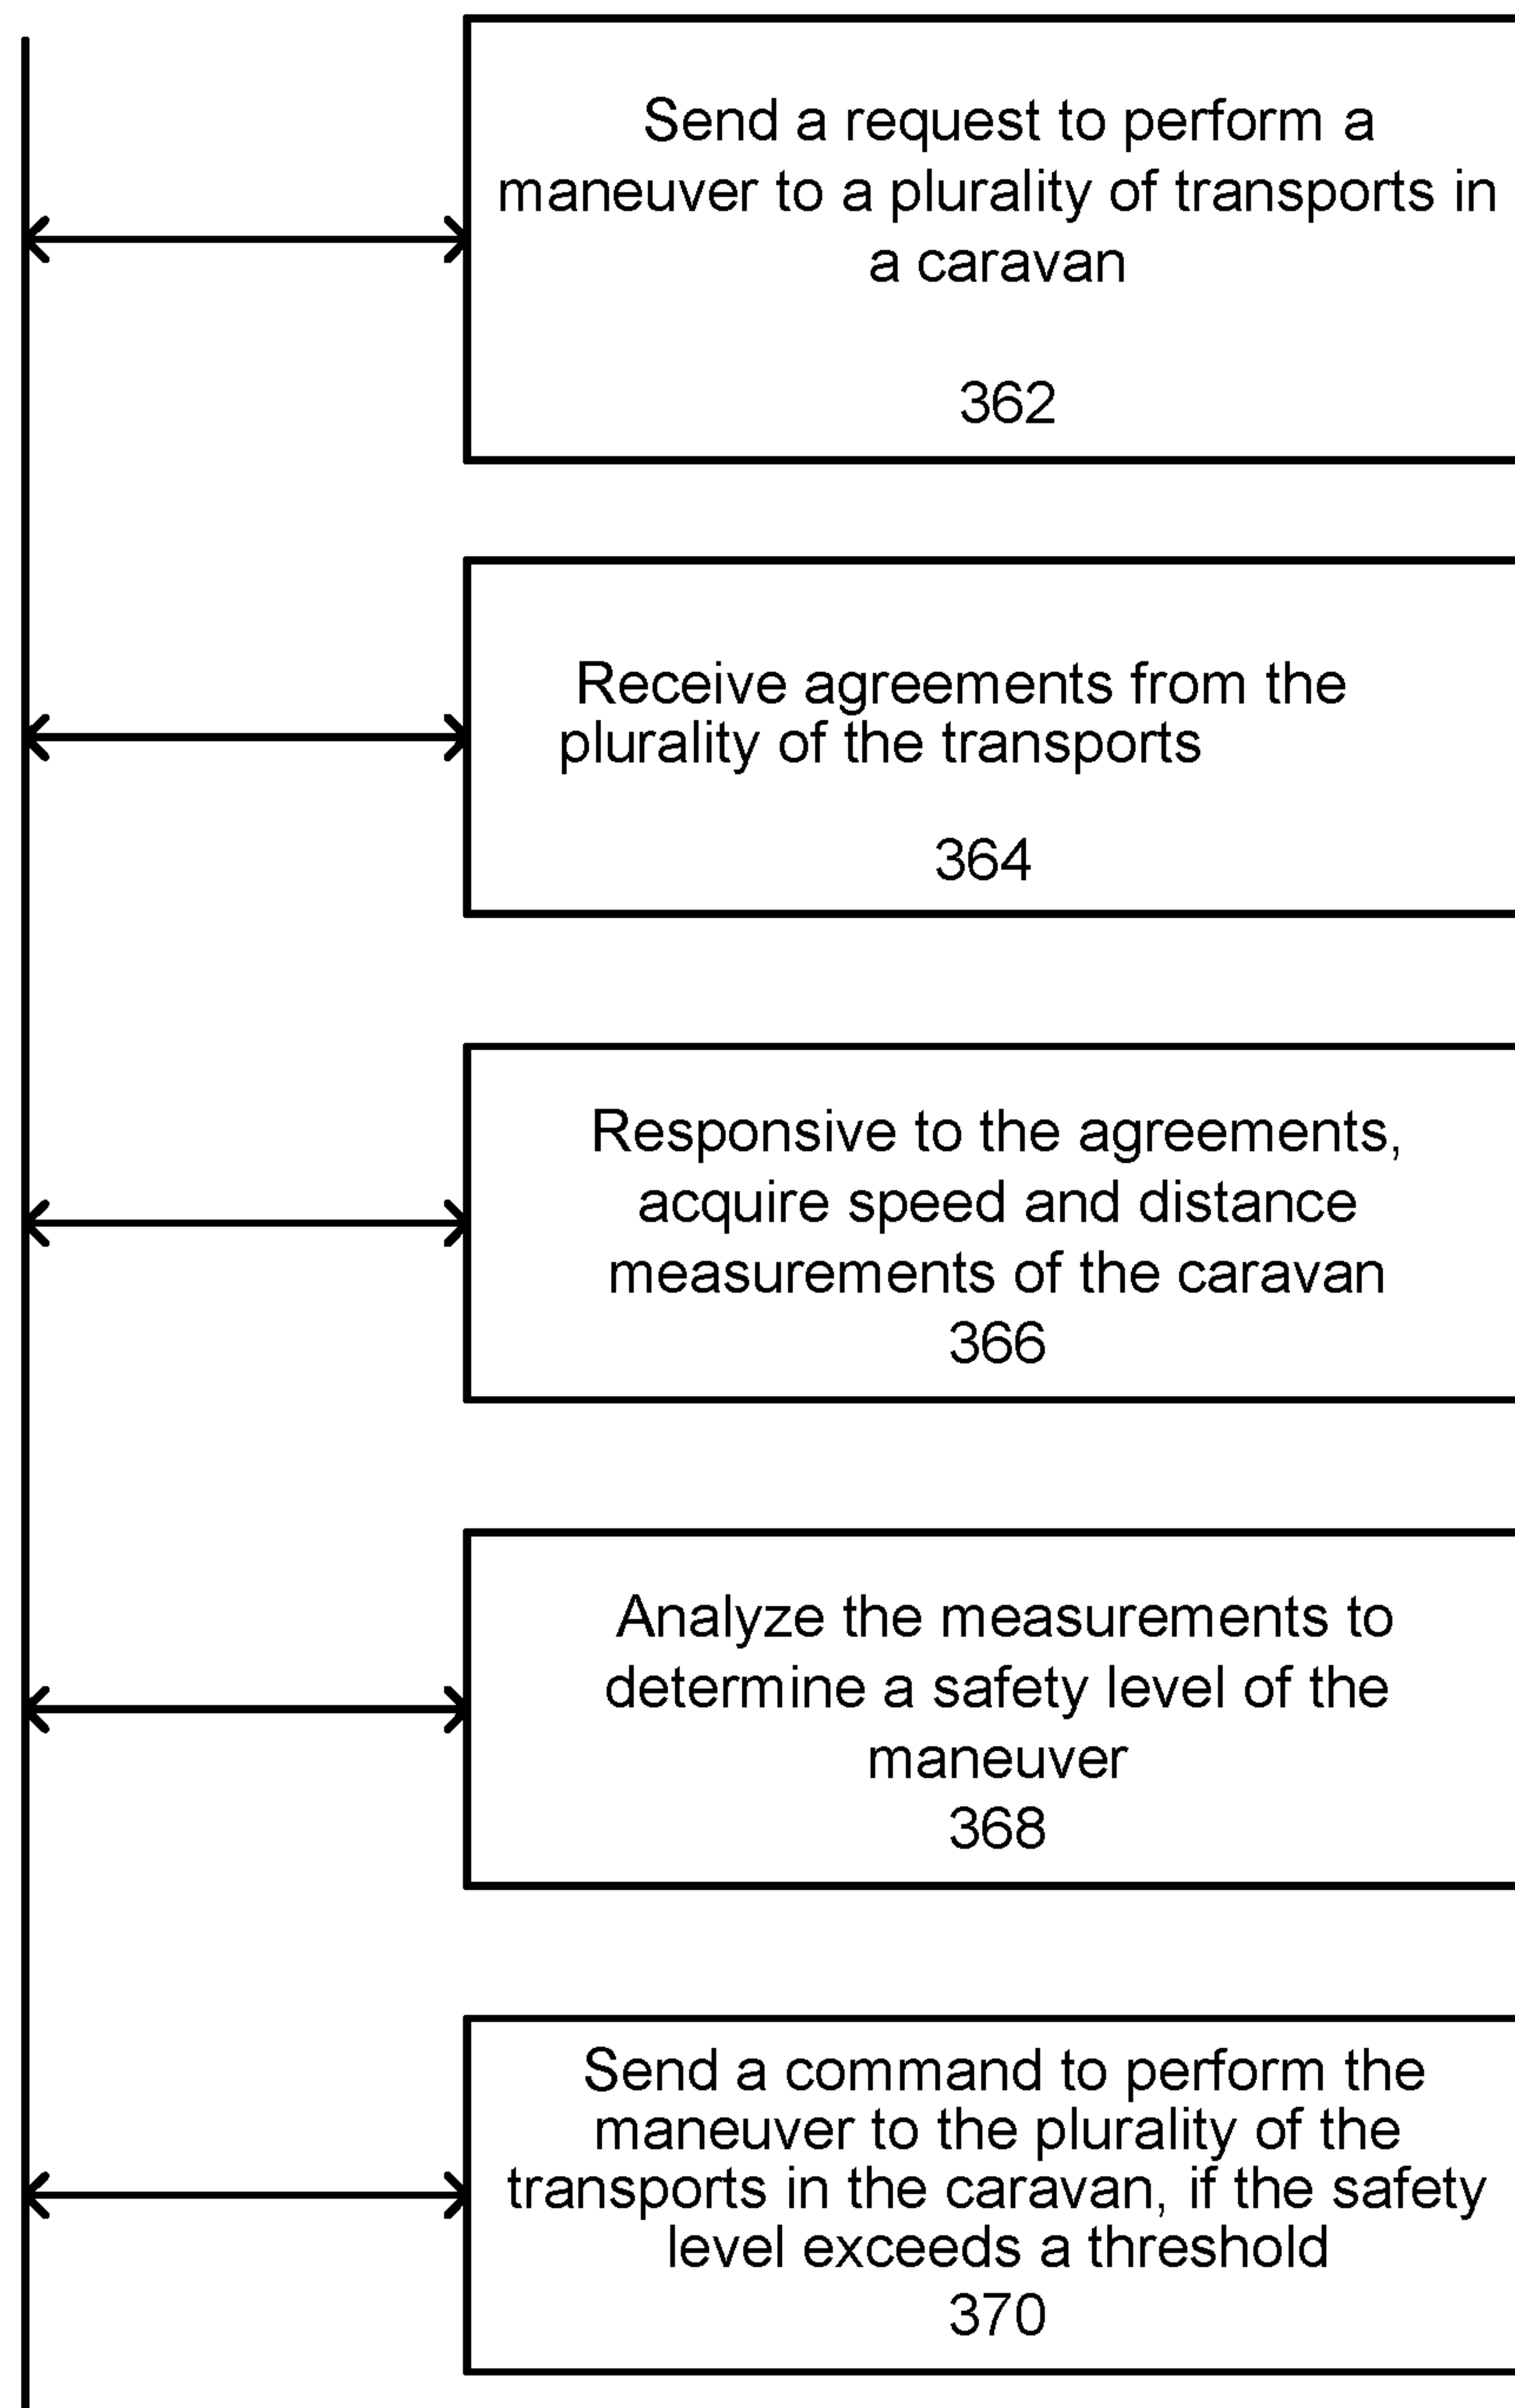 Send a request to perform a
maneuver to a plurality of transports in
a caravan
362
Receive agreements from the
plurality of the transports
364
Responsive to the agreements,
acquire speed and distance
measurements of the caravan
366
Analyze the measurements to
determine a safety level of the
maneuver
368
Send a command to perform the
maneuver to the plurality of the
transports in the caravan, if the safety
level exceeds a threshold
370